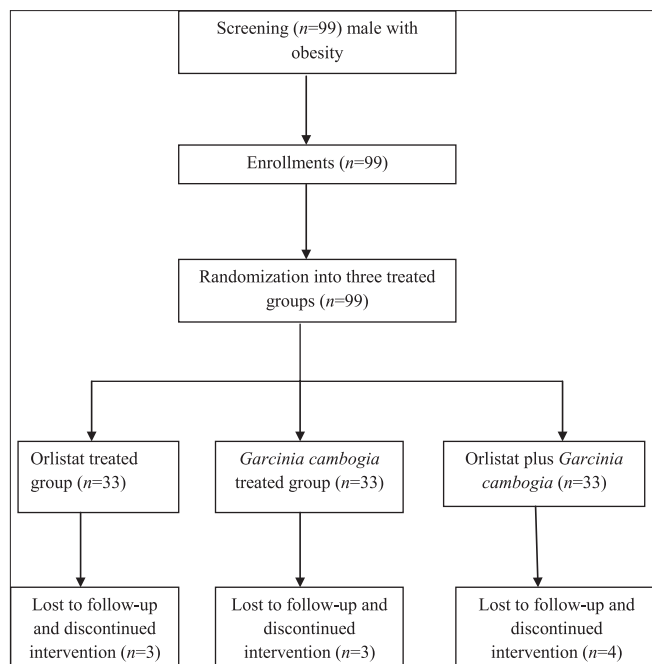 Screening (n=99) male with
obesity
Enrollments (n=99)
Randomization into three treated
groups (n=99)
Orlistat treated
group (n=33)
Garcinia cambogia
treated group (n=33)
Orlistat plus Garcinia
cambogia (n=33)
Lost to follow-up
and discontinued
intervention (n=3)
Lost to follow-up and
discontinued
intervention (n=3)
Lost to follow-up and
discontinued
intervention (n=4)